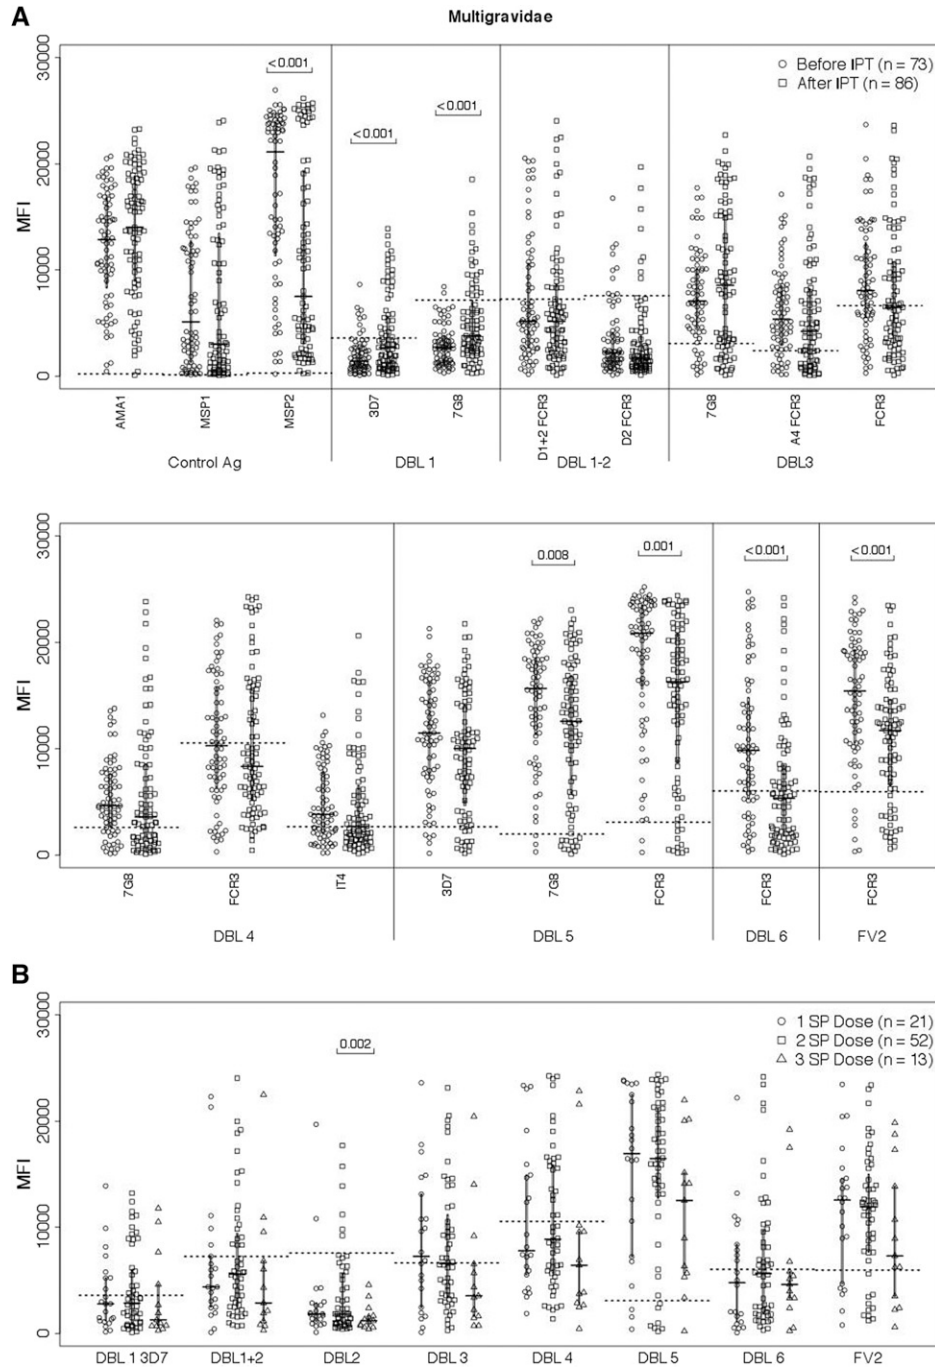 A
Multigravidae
30000
20000
10000
0
MFI
○ Before IPT (n = 73)
□ After IPT (n = 86)
< 0.001
< 0.001
< 0.001
AMA1
MSP1
MSP2
3D7
7G8
D1+2 FCR3
D2 FCR3
7G8
A4 FCR3
FCR3
Control Ag
DBL 1
DBL 1-2
DBL3
30000
20000
10000
0
MFI
0.008
0.001
< 0.001
< 0.001
7G8
FCR3
IT4
3D7
7G8
FCR3
FCR3
FCR3
DBL 4
DBL 5
DBL 6
FV2
B
30000
20000
10000
0
MFI
○ 1 SP Dose (n = 21)
□ 2 SP Dose (n = 52)
△ 3 SP Dose (n = 13)
0.002
DBL 1 3D7
DBL1+2
DBL2
DBL 3
DBL 4
DBL 5
DBL 6
FV2